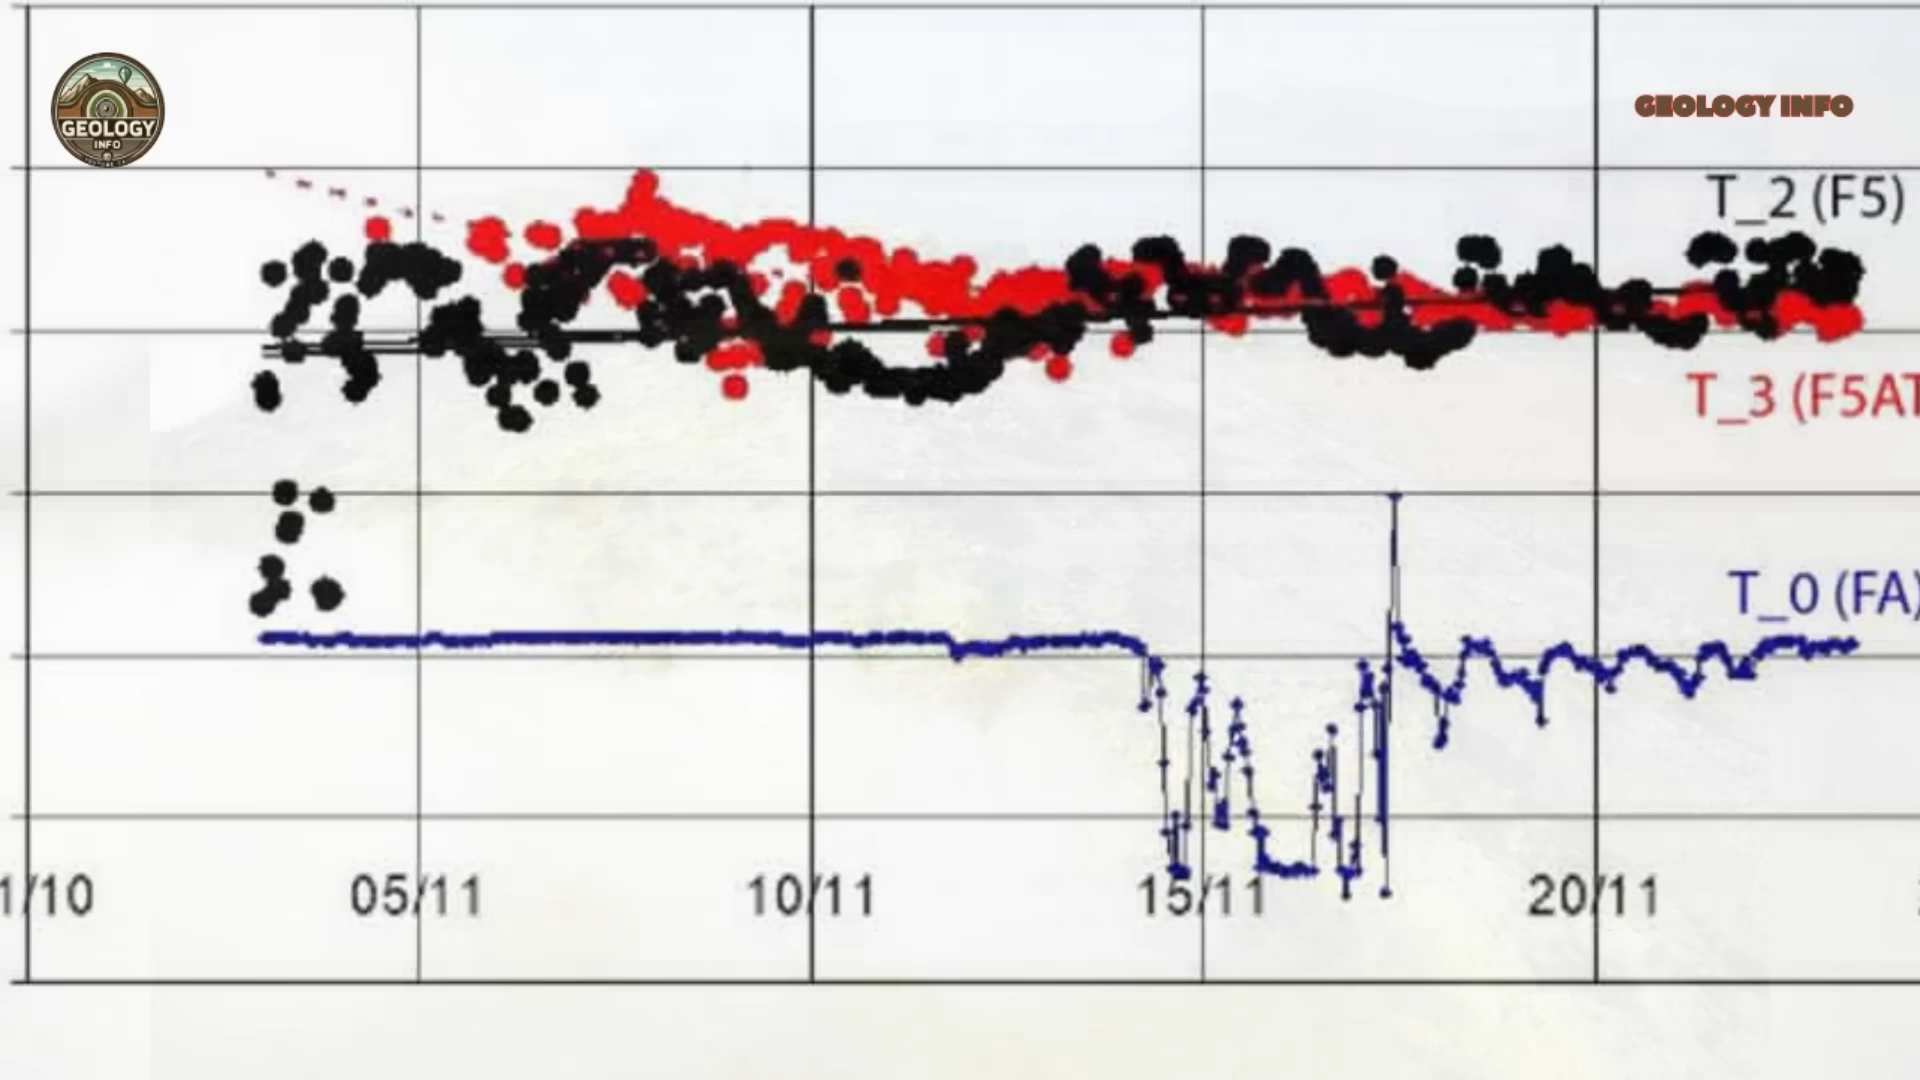 GEOLOGY
INFO
GEOLOGY INFO
T_2 (F5)
T_3 (F5AT
T_0 (FA)
1/10
05/11
10/11
15/11
20/11